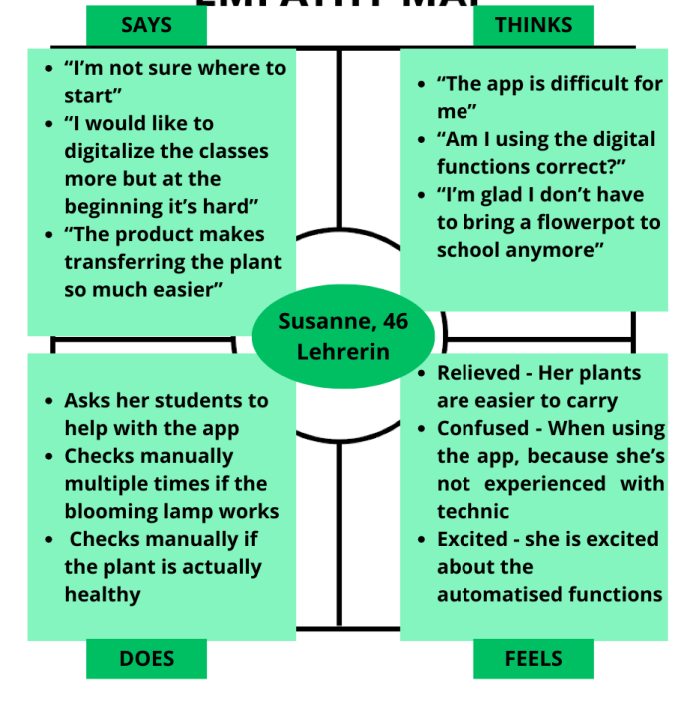 EMPATHY MAP
SAYS
• “I’m not sure where to
start”
• “I would like to
digitalize the classes
more but at the
beginning it’s hard”
• “The product makes
transferring the plant
so much easier”
THINKS
• “The app is difficult for
me”
• “Am I using the digital
functions correct?”
• “I’m glad I don’t have
to bring a flowerpot to
school anymore”
Susanne, 46
Lehrerin
• Asks her students to
help with the app
• Checks manually
multiple times if the
blooming lamp works
• Checks manually if
the plant is actually
healthy
DOES
• Relieved - Her plants
are easier to carry
• Confused - When using
the app, because she’s
not experienced with
technic
• Excited - she is excited
about the
automatised functions
FEELS